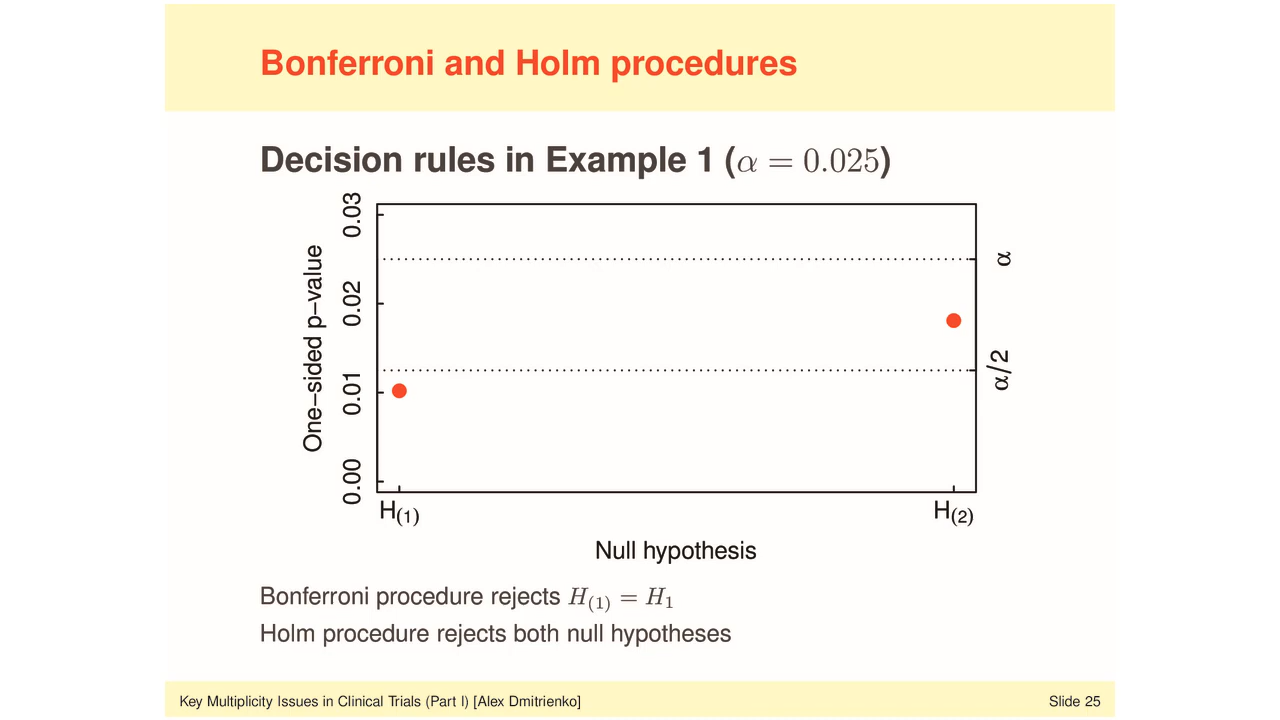 Bonferroni and Holm procedures
Decision rules in Example 1 (α = 0.025)
One−sided p−value
0.03
0.02
0.01
0.00
α
α/2
H(1)
H(2)
Null hypothesis
Bonferroni procedure rejects H(1) = H1
Holm procedure rejects both null hypotheses
Key Multiplicity Issues in Clinical Trials (Part I) [Alex Dmitrienko]
Slide 25